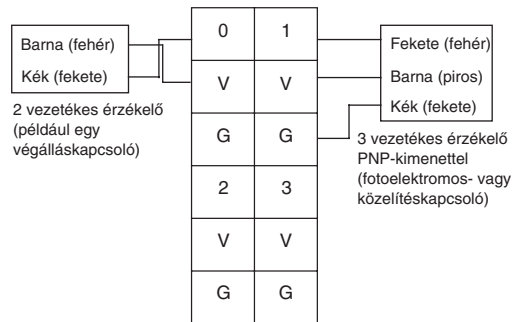 Barna (fehér)
Kék (fekete)
2 vezetékes érzékelő
(például egy
végálláskapcsoló)
0 1
V V
G G
2 3
V V
G G
Fekete (fehér)
Barna (piros)
Kék (fekete)
3 vezetékes érzékelő
PNP-kimenettel
(fotoelektromos- vagy
közelítéskapcsoló)